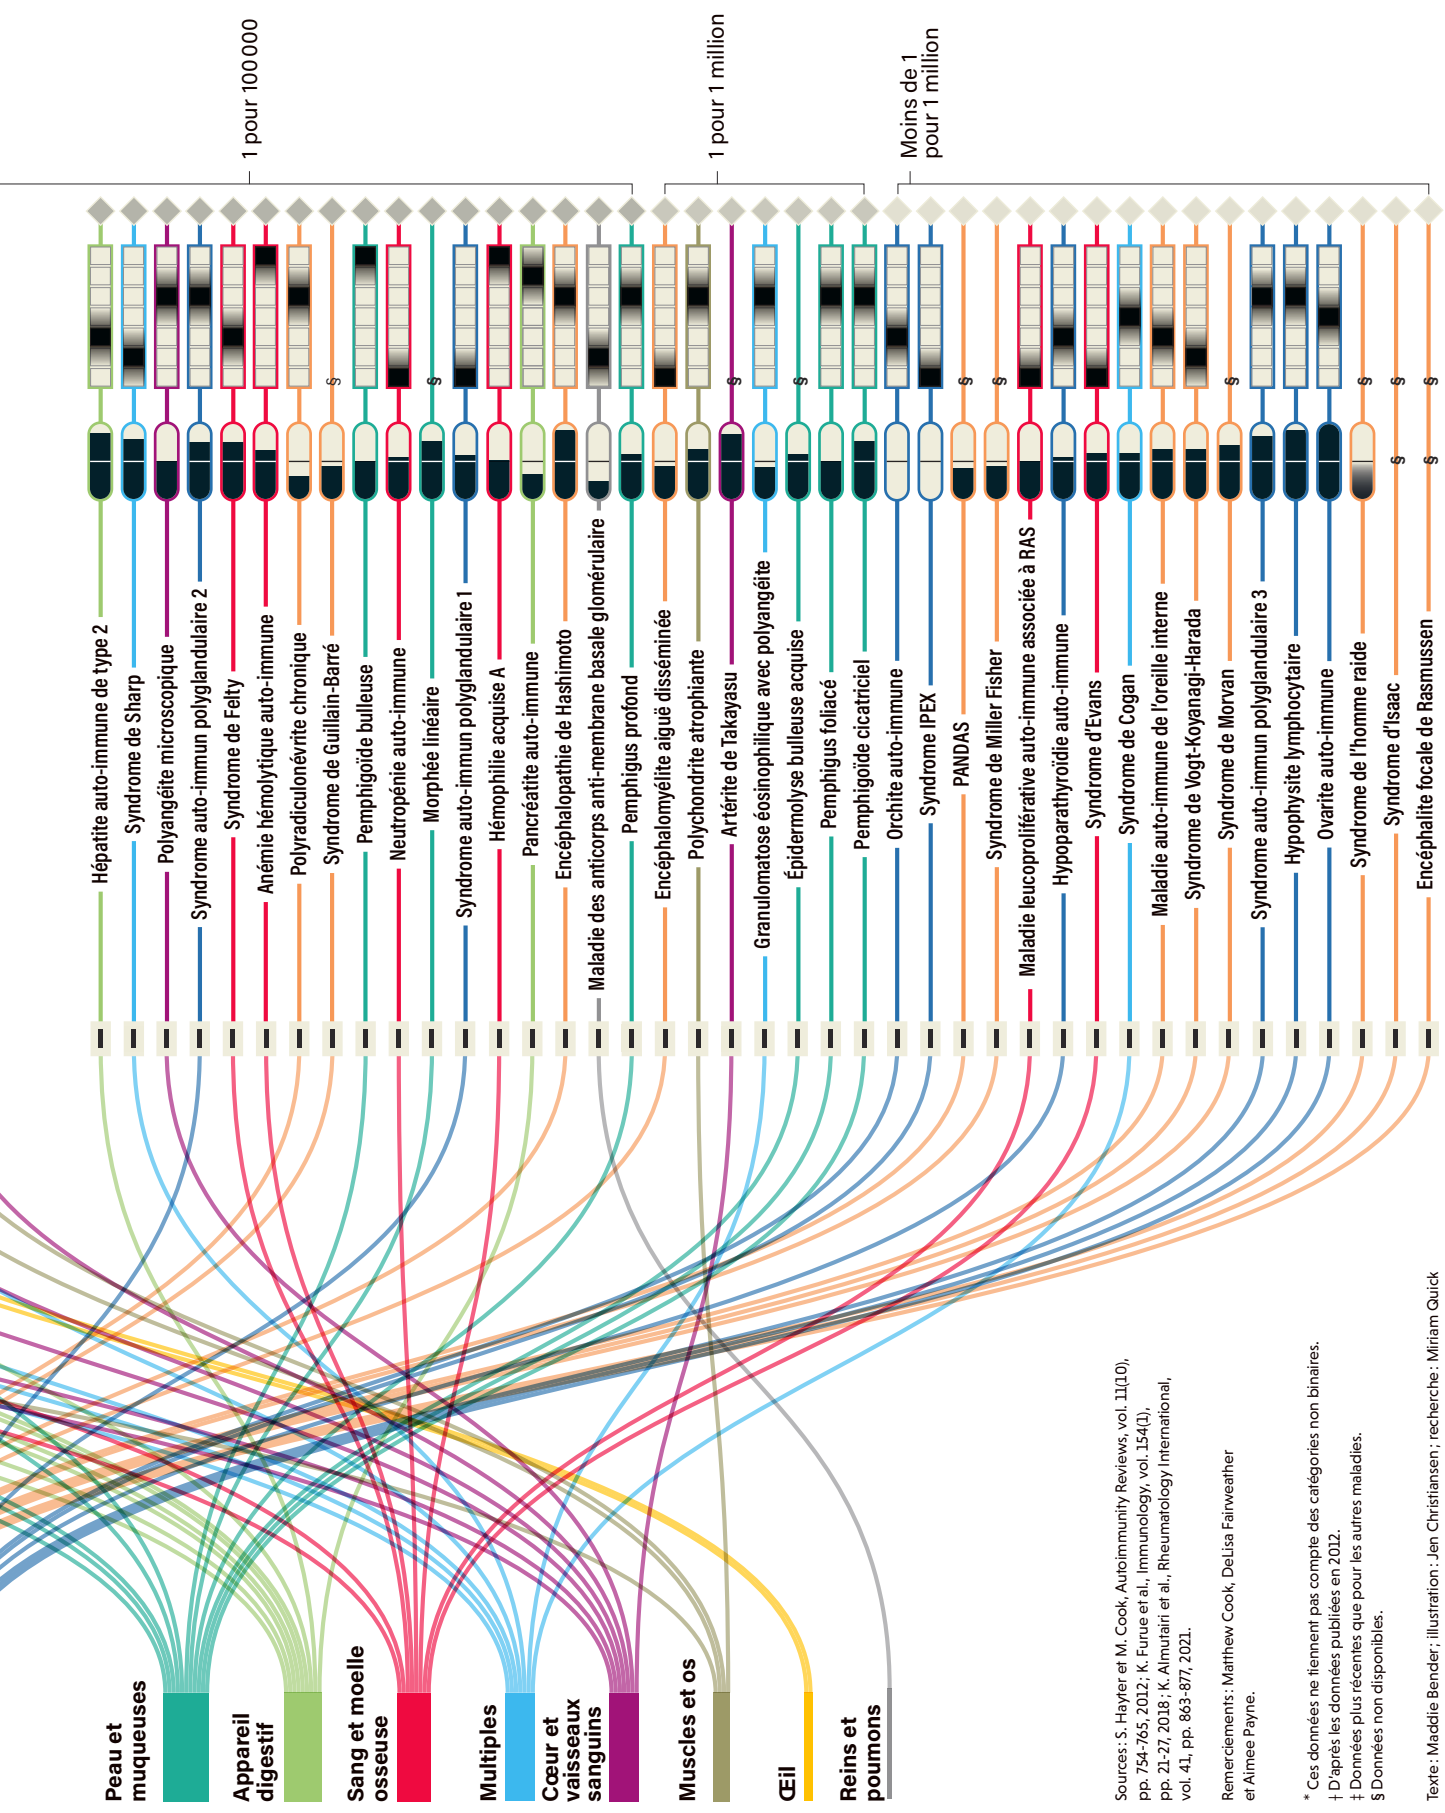 1 pour 100 000
1 pour 1 million
Moins de 1
pour 1 million
§
§
§
§
§
§
§
§
§
§
§
§
Hépatite auto-immune de type 2
Syndrome de Sharp
Polyangéite microscopique
Syndrome auto-immun polyglandulaire 2
Syndrome de Felty
Anémie hémolytique auto-immune
Polyradiculonévrite chronique
Syndrome de Guilain-Barré
Pemphigoïde bulleuse
Neutropénie auto-immune
Morphée linéaire
Syndrome auto-immun polyglandulaire 1
Hémophilie acquise A
Pancréatite auto-immune
Encéphalopathie de Hashimoto
Maladie des anticorps anti-membrane basale glomérulaire
Pemphigus profond
Encéphalomyélite aiguë disséminée
Polychondrite atrophiante
Artérite de Takayasu
Granulomatose éosinophilique avec polyangéite
Épidermolyse bulleuse acquise
Pemphigus foliacé
Pemphigoïde cicatriciel
Orchite auto-immune
Syndrome IPEX
PANDAS
Syndrome de Miller Fisher
Maladie leucoproliférative auto-immune associée à RAS
Hypoparathyroïdie auto-immune
Syndrome d'Evans
Syndrome de Cogan
Maladie auto-immun de l'oreille interne
Syndrome de Vogt-Koyanagi-Harada
Syndrome de Morvan
Syndrome auto-immun polyglandulaire 3
Hypophysite lymphocytaire
Ovarite auto-immune
Syndrome de l'homme raide
Syndrome d'Isaac
Encéphalite focale de Rasmussen
Peau et
muqueuses
Appareil
digestif
Sang et moelle
osseuse
Multiples
Cœur et
vaisseaux
sanguins
Muscles et os
Œil
Reins et
poumons
Sources: S. Hayter et M. Cook, Autoimmunity Reviews, vol. 11(10),
pp. 754-765, 2012; K. Furue et al., Immunology, vol. 154(1),
pp. 21-27, 2018; K. Almutairi et al., Rheumatology International,
vol. 41, pp. 863-877, 2021.
Remerciements: Matthew Cook, DeLisa Fairweather
et Aimee Payne.
* Ces données ne tiennent pas compte des catégories non binaires.
† D'après les données publiées en 2012.
‡ Données plus récentes que pour les autres maladies.
§ Données non disponibles.
Texte: Maddie Bender; illustration: Jen Christiansen; recherche: Miriam Quick